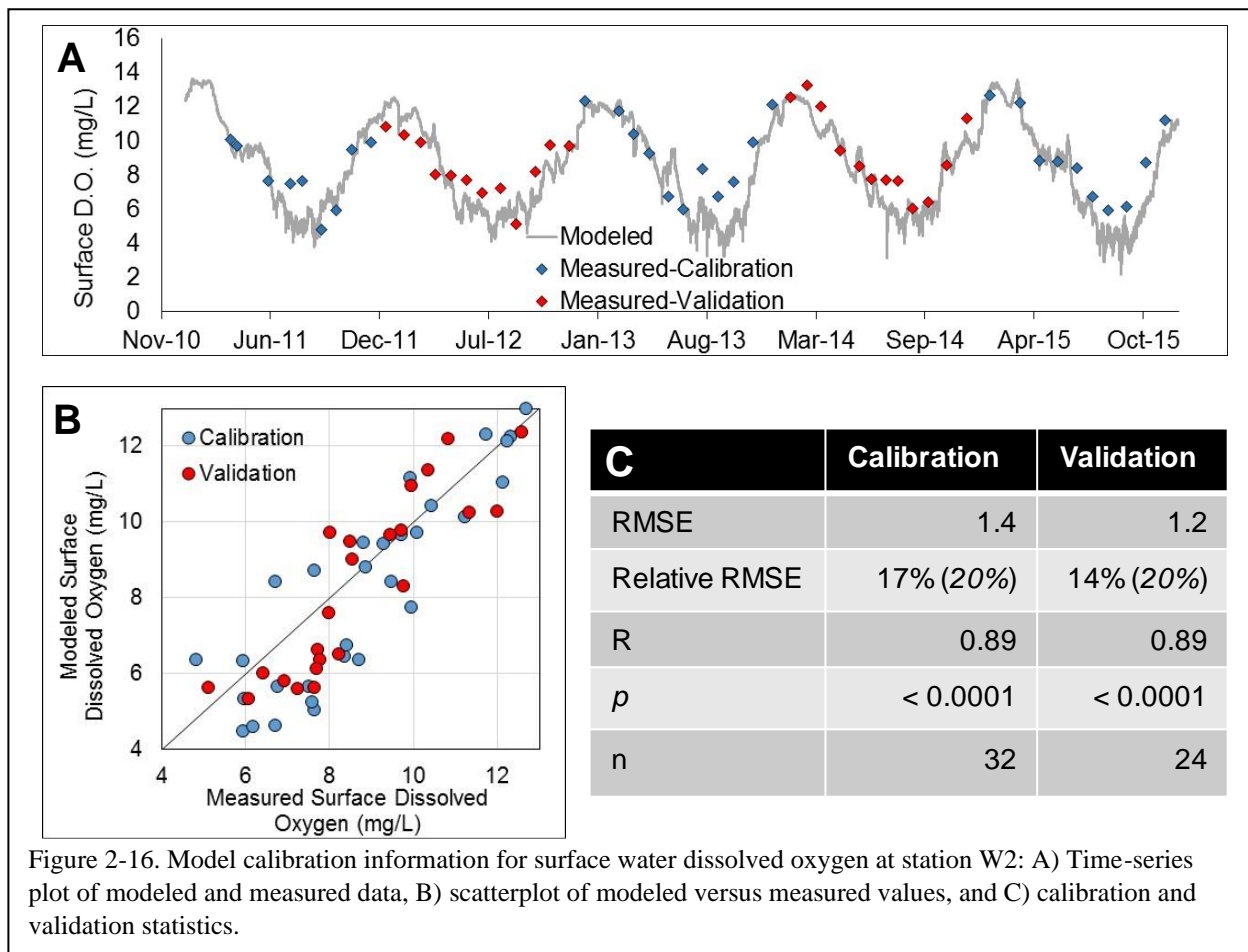 A
Surface D.O. (mg/L)
16
14
12
10
8
6
4
2
0
Modeled
Measured-Calibration
Measured-Validation
Nov-10 Jun-11 Dec-11 Jul-12 Jan-13 Aug-13 Mar-14 Sep-14 Apr-15 Oct-15
B
Calibration
Validation
Modeled Surface
Dissolved Oxygen (mg/L)
12
10
8
6
4
4 6 8 10 12
Measured Surface Dissolved
Oxygen (mg/L)
C Calibration Validation
RMSE 1.4 1.2
Relative RMSE 17% (20%) 14% (20%)
R 0.89 0.89
p < 0.0001 < 0.0001
n 32 24
Figure 2-16. Model calibration information for surface water dissolved oxygen at station W2: A) Time-series
plot of modeled and measured data, B) scatterplot of modeled versus measured values, and C) calibration and
validation statistics.